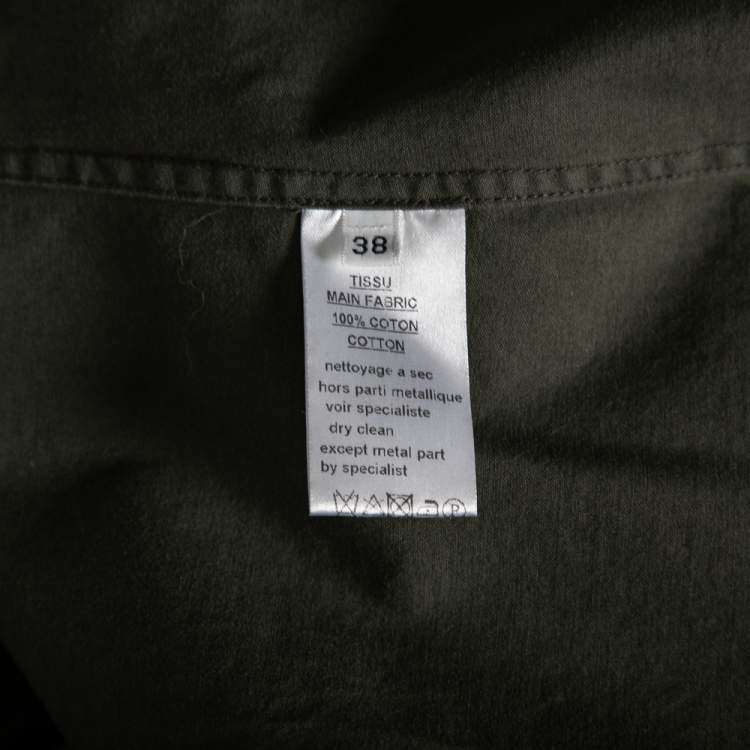 38
TISSU
MAIN FABRIC
100% COTON
COTTON
nettoyage a sec
hors parti metallique
voir specialiste
dry clean
except metal part
by specialist
P